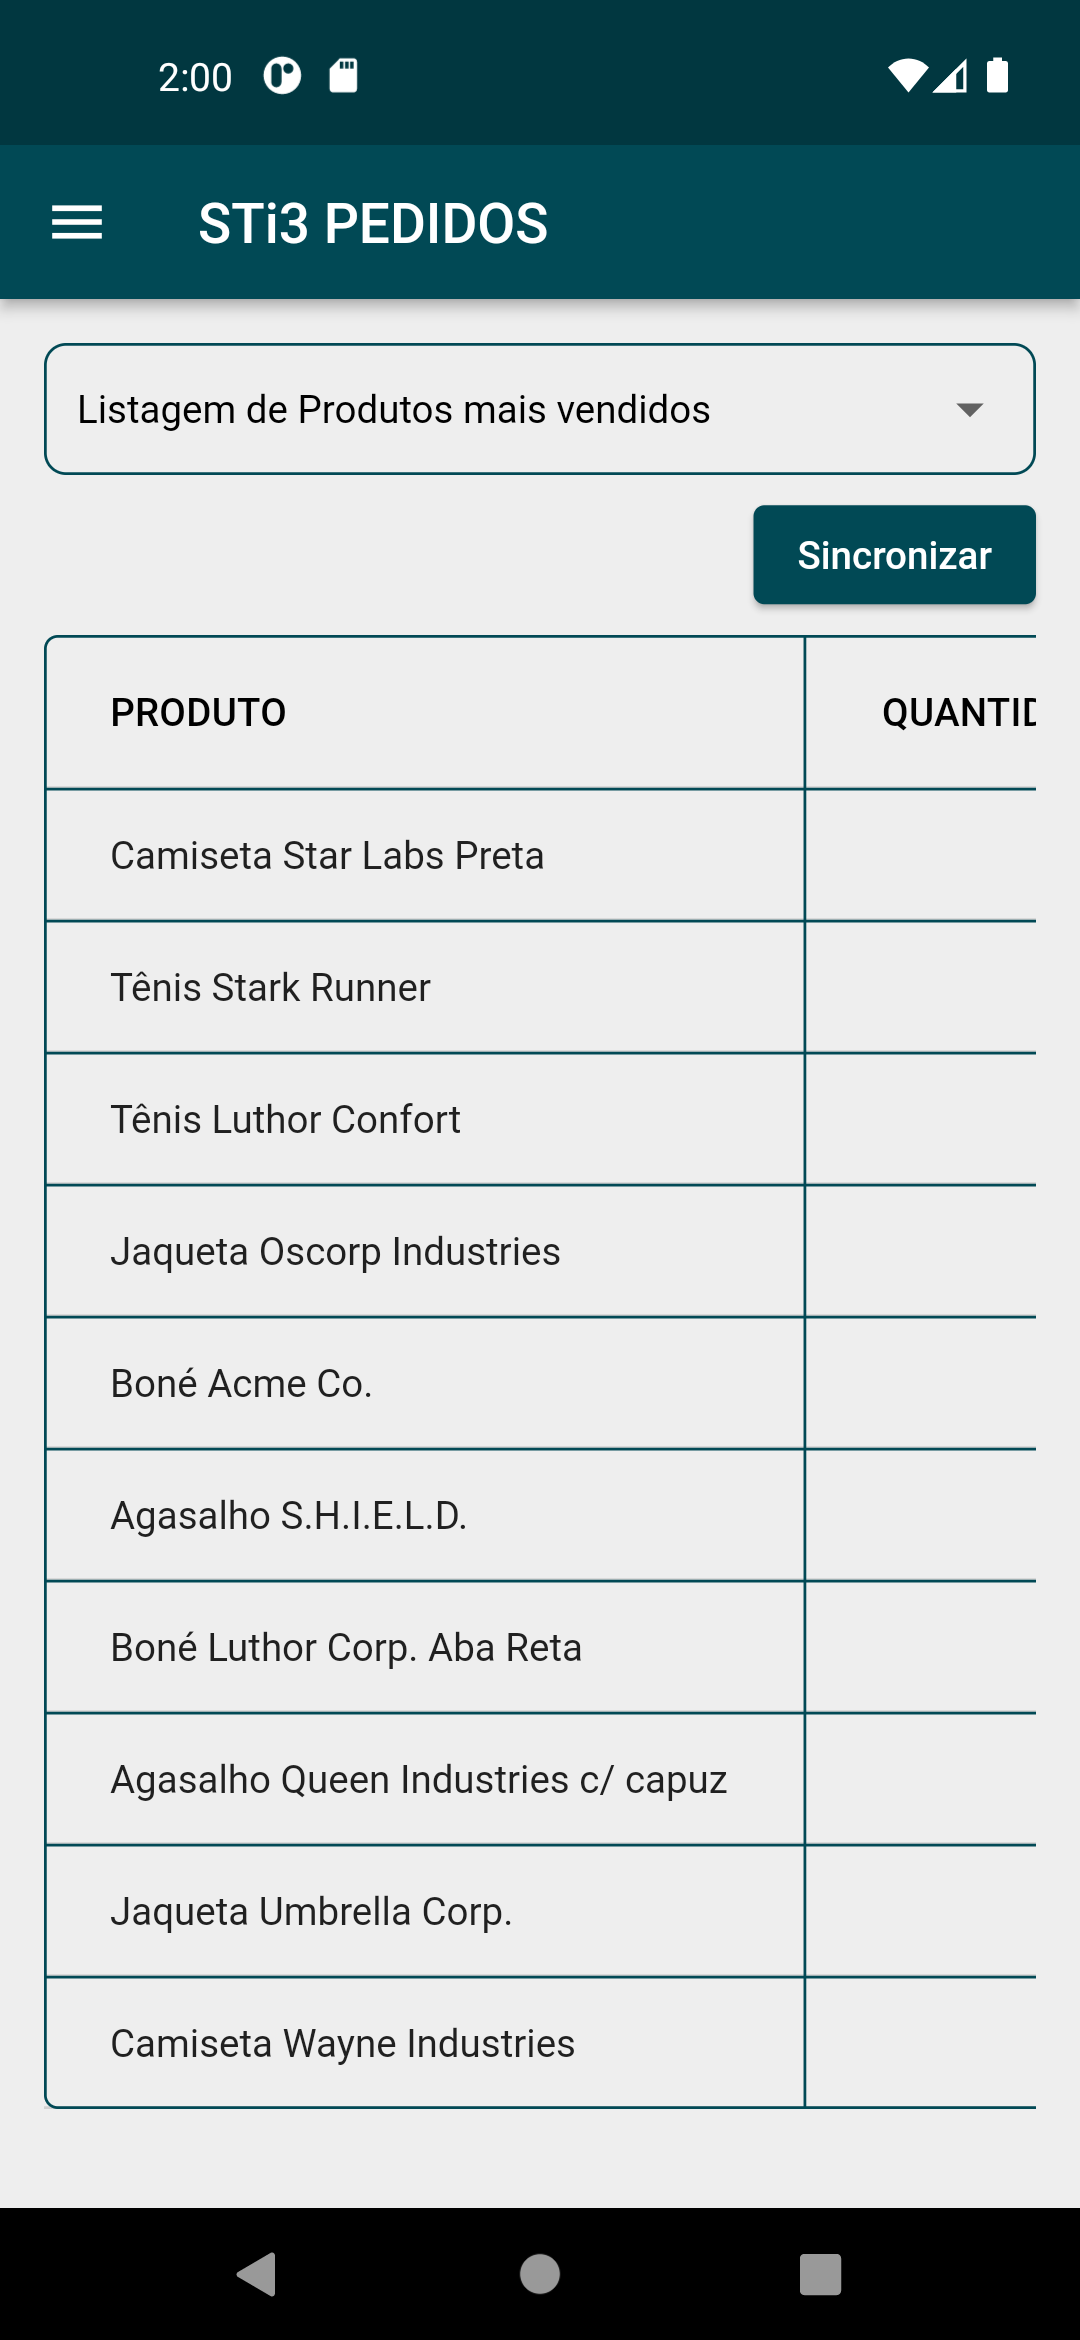 2:00
STi3 PEDIDOS
Listagem de Produtos mais vendidos
Sincronizar
PRODUTO QUANTID
Camiseta Star Labs Preta
Tênis Stark Runner
Tênis Luthor Confort
Jaqueta Oscorp Industries
Boné Acme Co.
Agasalho S.H.I.E.L.D.
Boné Luthor Corp. Aba Reta
Agasalho Queen Industries c/ capuz
Jaqueta Umbrella Corp.
Camiseta Wayne Industries